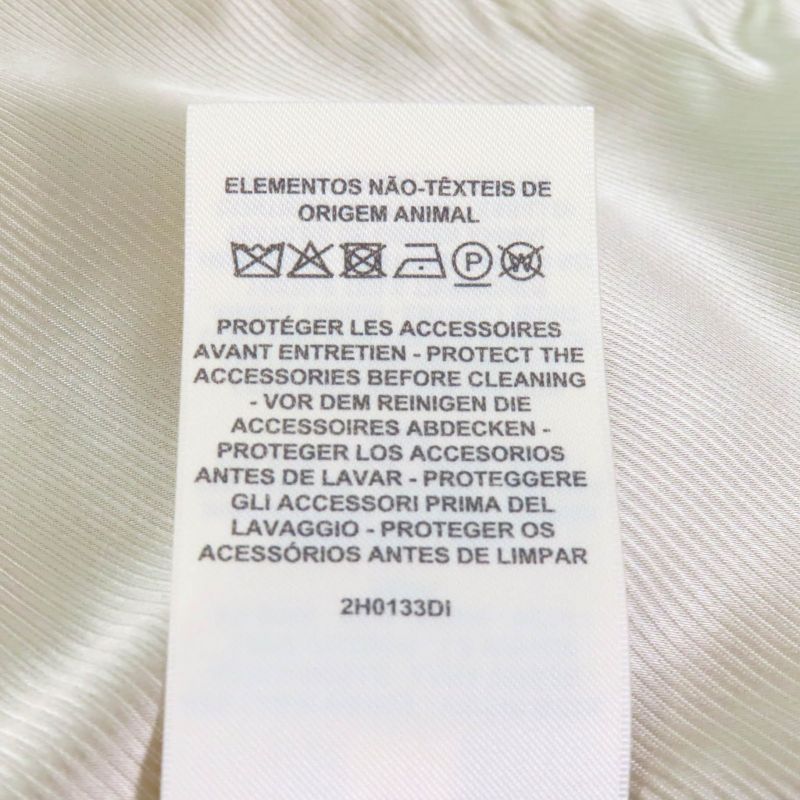 ELEMENTOS NÃO-TÊXTEIS DE
ORIGEM ANIMAL
P W
PROTÉGER LES ACCESSOIRES
AVANT ENTRETIEN - PROTECT THE
ACCESSORIES BEFORE CLEANING
- VOR DEM REINIGEN DIE
ACCESSOIRES ABDECKEN -
PROTEGER LOS ACCESORIOS
ANTES DE LAVAR - PROTEGGERE
GLI ACCESSORI PRIMA DEL
LAVAGGIO - PROTEGER OS
ACESSÓRIOS ANTES DE LIMPAR
2H0133DI